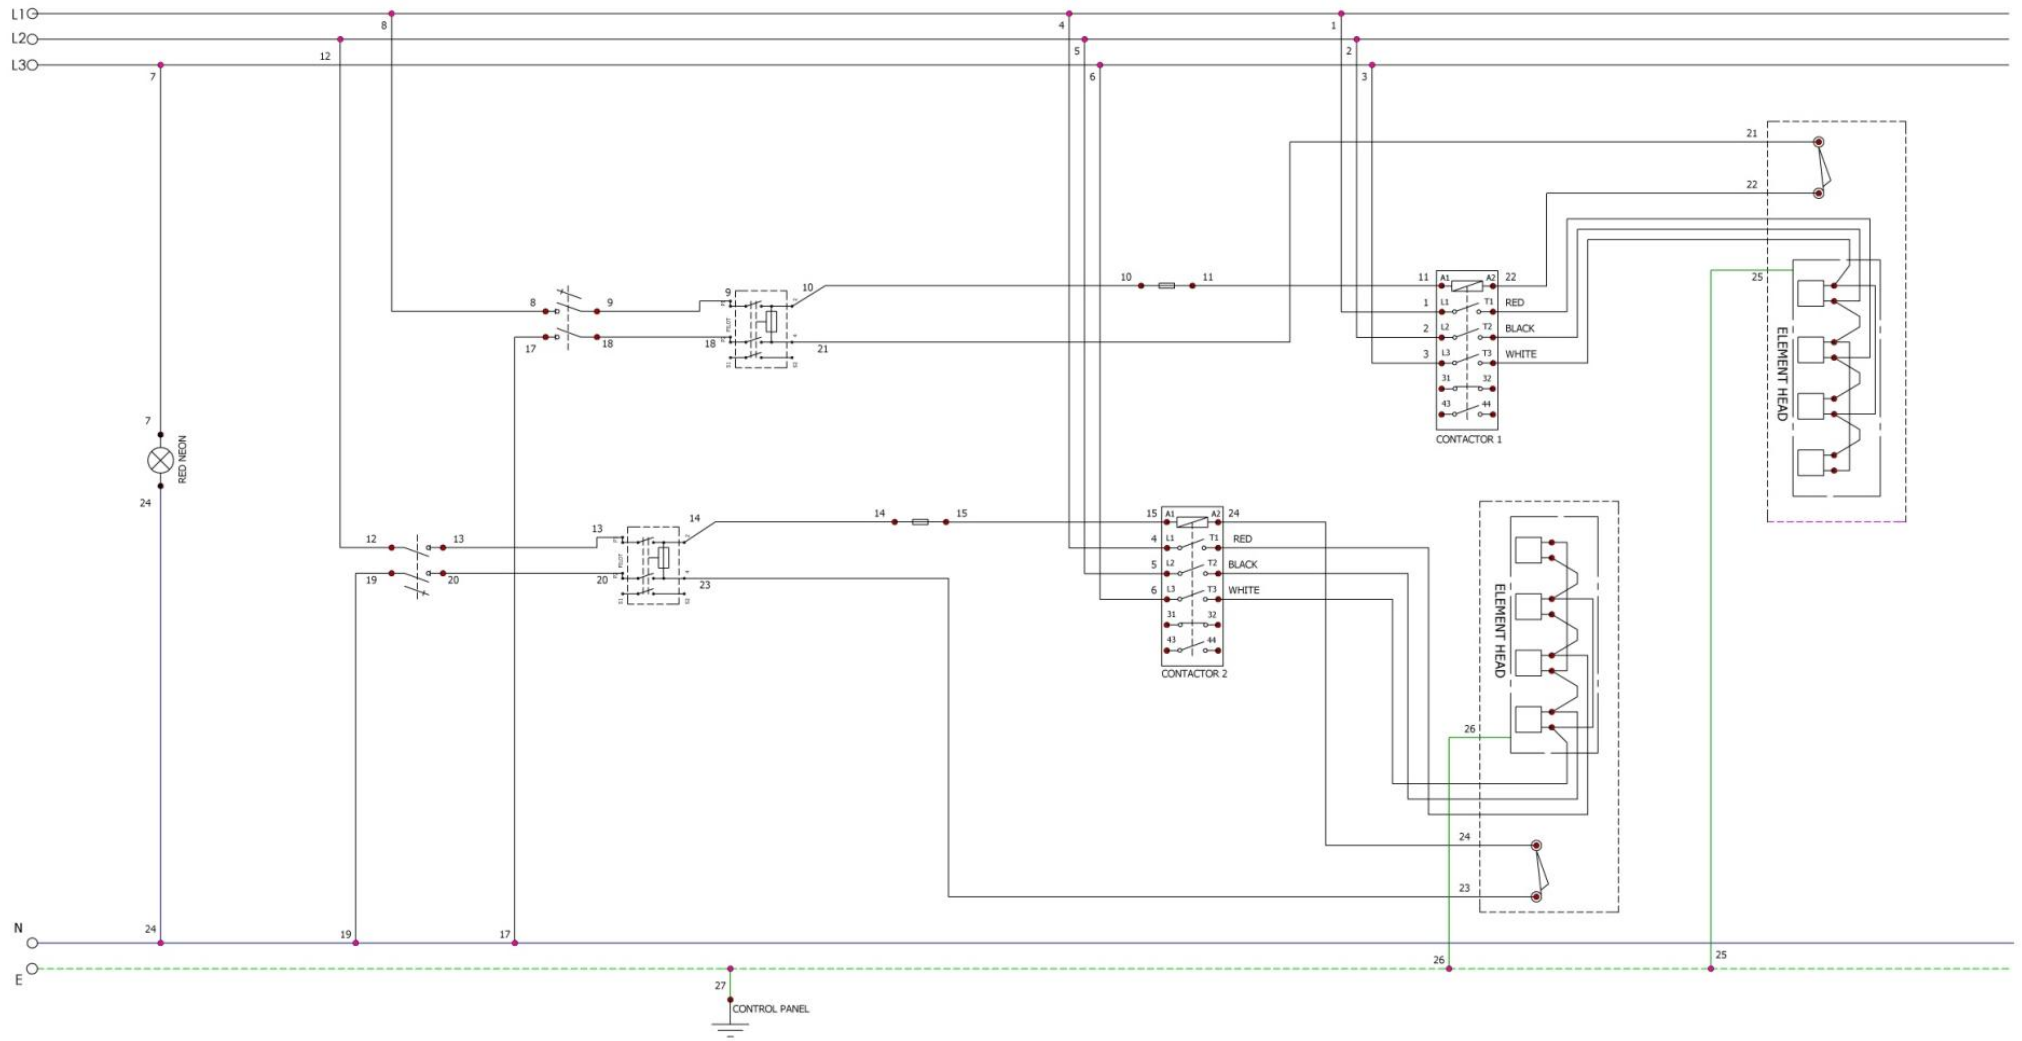 L1
8
4
1
L2
12
5
2
L3
7
6
3
21
22
8
9
9
10
10
11
11
A1
A2
22
25
17
18
18
PILOT
21
1
L1
T1
RED
2
L2
T2
BLACK
3
L3
T3
WHITE
31
32
43
44
CONTACTOR 1
ELEMENT HEAD
7
RED NEON
24
12
13
13
14
14
15
15
A1
A2
24
19
20
20
PILOT
23
4
L1
T1
RED
5
L2
T2
BLACK
6
L3
T3
WHITE
31
32
43
44
CONTACTOR 2
ELEMENT HEAD
26
24
23
N
24
19
17
E
26
25
27
CONTROL PANEL